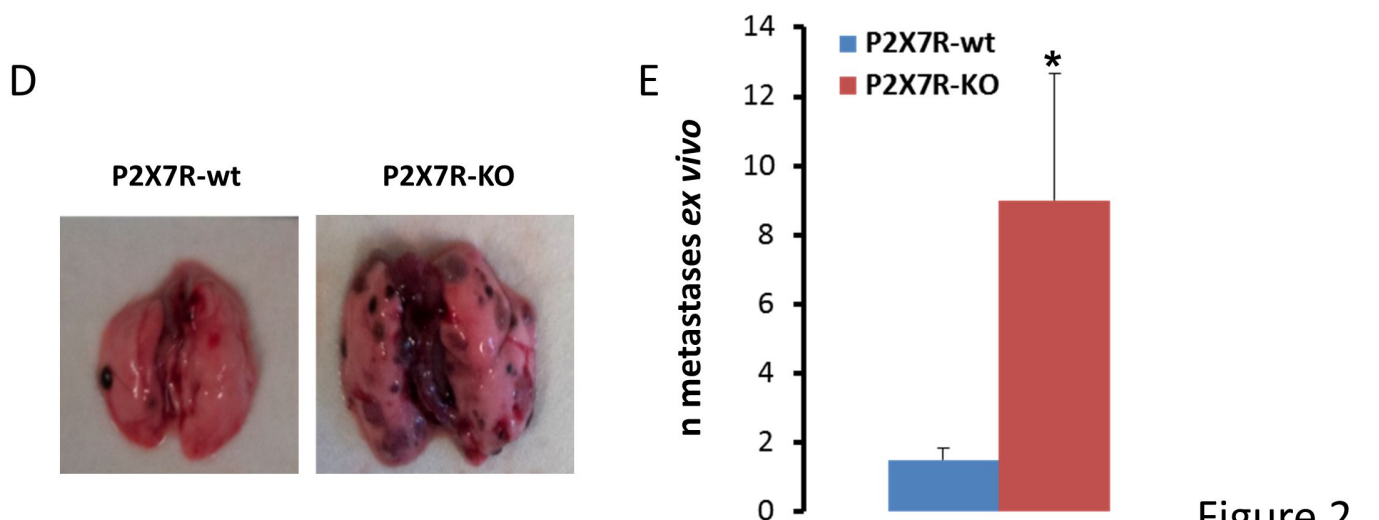 D
P2X7R-wt
P2X7R-KO
E
n metastases ex vivo
14
12
10
8
6
4
2
0
P2X7R-wt
P2X7R-KO
*
Figure 2